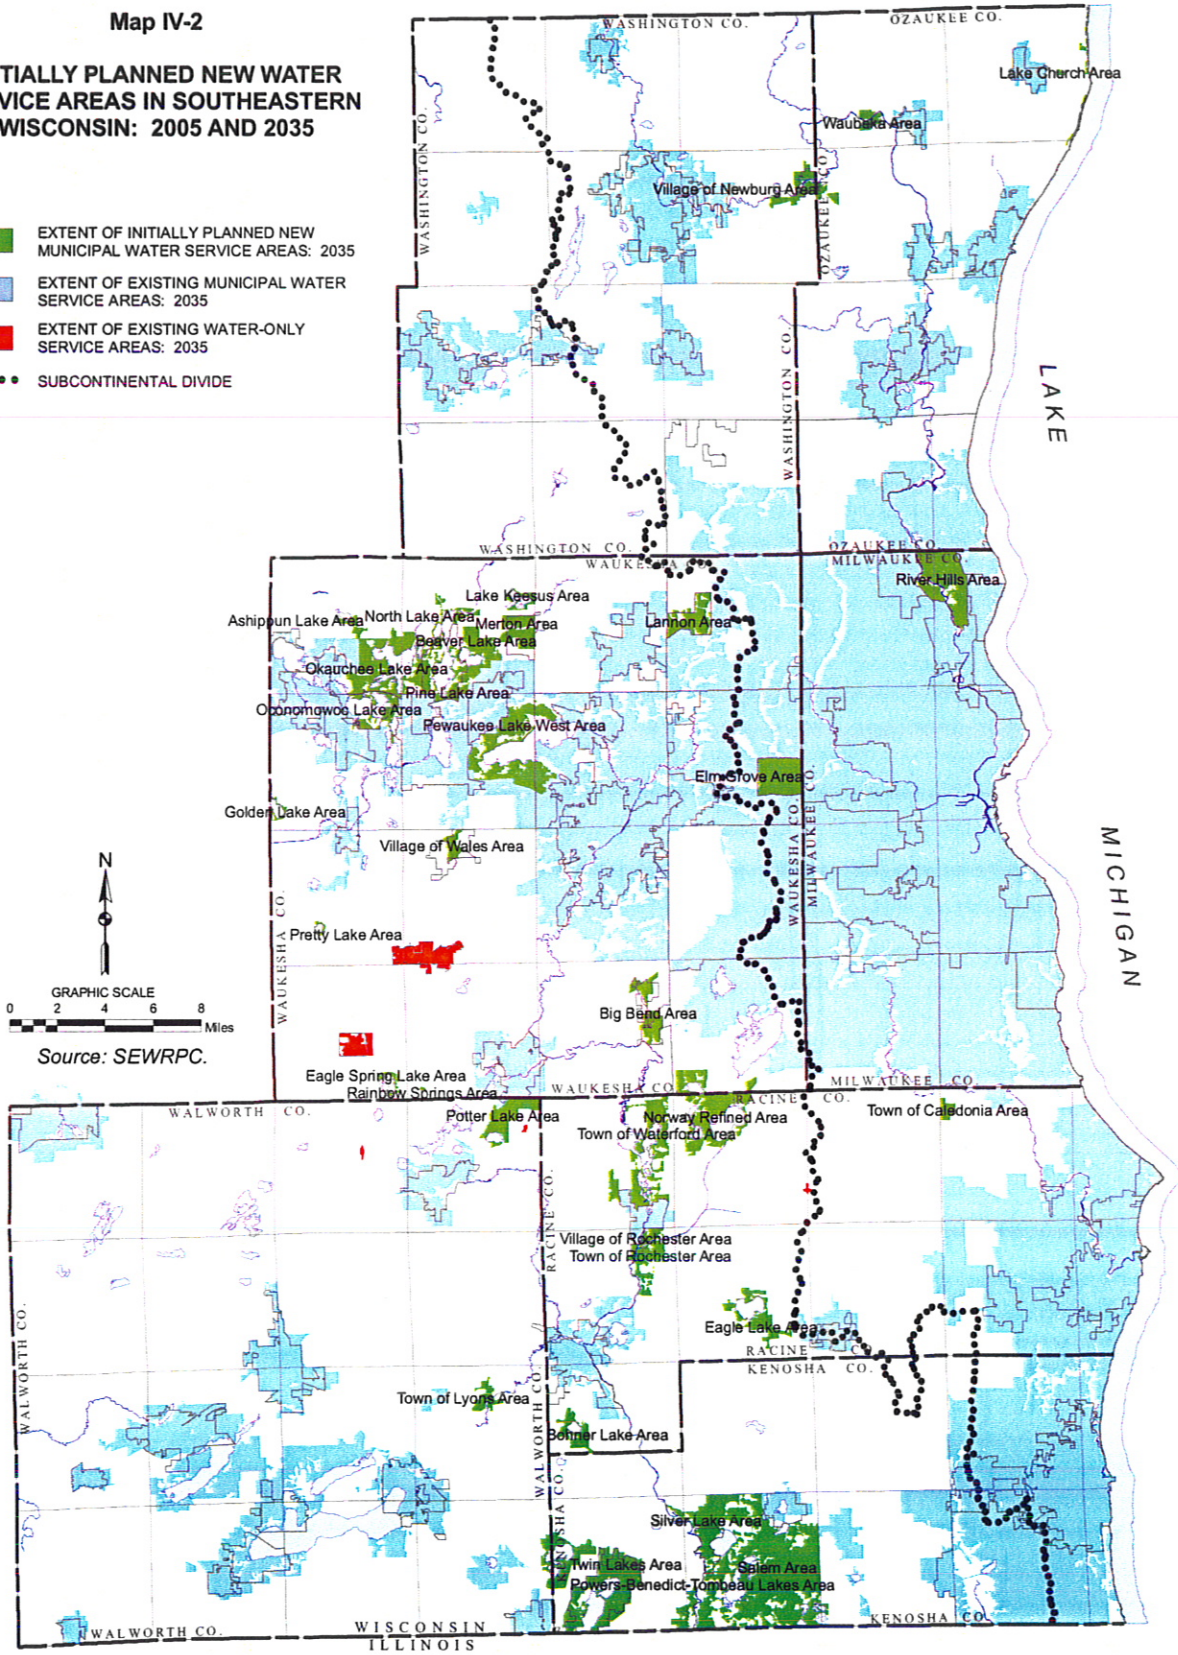 Map IV-2
TIALLY PLANNED NEW WATER
VICE AREAS IN SOUTHEASTERN
WISCONSIN: 2005 AND 2035
EXTENT OF INITIALLY PLANNED NEW
MUNICIPAL WATER SERVICE AREAS: 2035
EXTENT OF EXISTING MUNICIPAL WATER
SERVICE AREAS: 2035
EXTENT OF EXISTING WATER-ONLY
SERVICE AREAS: 2035
SUBCONTINENTAL DIVIDE
WASHINGTON CO.
OZAUKEE CO.
Lake Church Area
Waubeka Area
WASHINGTON CO.
Village of Newburg Area
OZAUKEE CO.
WASHINGTON CO.
LAKE
WASHINGTON CO.
OZAUKEE CO.
WAUKESHA CO.
MILWAUKEE CO.
River Hills Area
Lake Keesus Area
Ashippun Lake Area
North Lake Area
Merton Area
Lannon Area
Beaver Lake Area
Okauchee Lake Area
Pine Lake Area
Oconomowoc Lake Area
Pewaukee Lake West Area
Elm Grove Area
Golden Lake Area
Village of Wales Area
WAUKESHA CO.
MILWAUKEE CO.
MICHIGAN
N
WAUKESHA CO.
Pretty Lake Area
GRAPHIC SCALE
0 2 4 6 8
Miles
Source: SEWRPC.
Big Bend Area
Eagle Spring Lake Area
Rainbow Springs Area
WAUKESHA CO.
MILWAUKEE CO.
RACINE CO.
WALWORTH CO.
Potter Lake Area
Norway Refined Area
Town of Caledonia Area
Town of Waterford Area
RACINE CO.
Village of Rochester Area
Town of Rochester Area
Eagle Lake Area
RACINE CO.
KENOSHA CO.
WALWORTH CO.
Town of Lyons Area
WALWORTH CO.
Bohner Lake Area
KENOSHA CO.
Silver Lake Area
Twin Lakes Area
Salem Area
Powers-Benedict-Tombeau Lakes Area
KENOSHA CO.
WALWORTH CO.
WISCONSIN
ILLINOIS